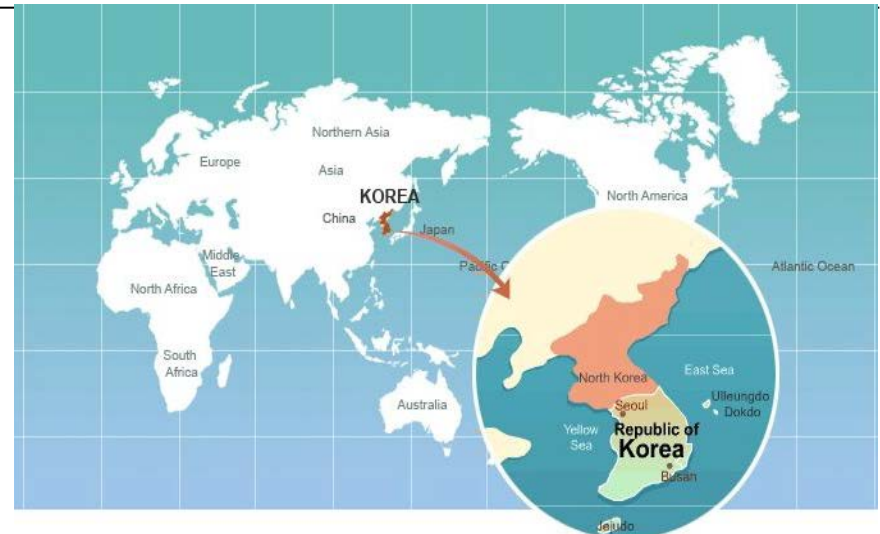 Northern Asia
Europe
Asia
KOREA
North America
China
Japan
Middle
East
Pacific O
Atlantic Ocean
North Africa
South
Africa
Australia
North Korea
East Sea
Seoul
Ulleungdo
Dokdo
Yellow
Sea
Republic of
Korea
Busan
Jejudo